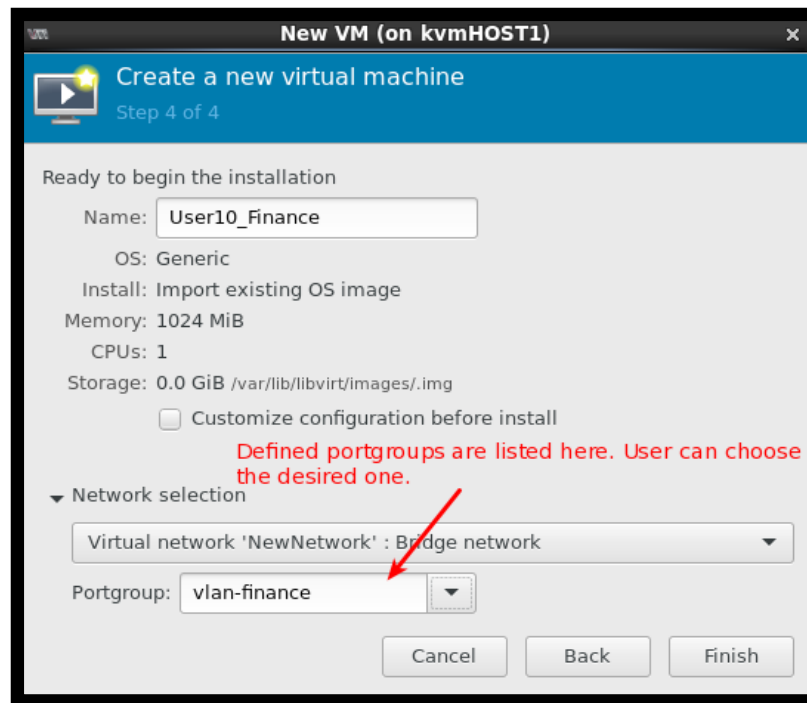 New VM (on kvmHOST1)
Create a new virtual machine
Step 4 of 4
Ready to begin the installation
Name: User10_Finance
OS: Generic
Install: Import existing OS image
Memory: 1024 MiB
CPUs: 1
Storage: 0.0 GiB /var/lib/libvirt/images/.img
Customize configuration before install
Defined portgroups are listed here. User can choose
the desired one.
Network selection
Virtual network 'NewNetwork' : Bridge network
Portgroup: vlan-finance
Cancel Back Finish